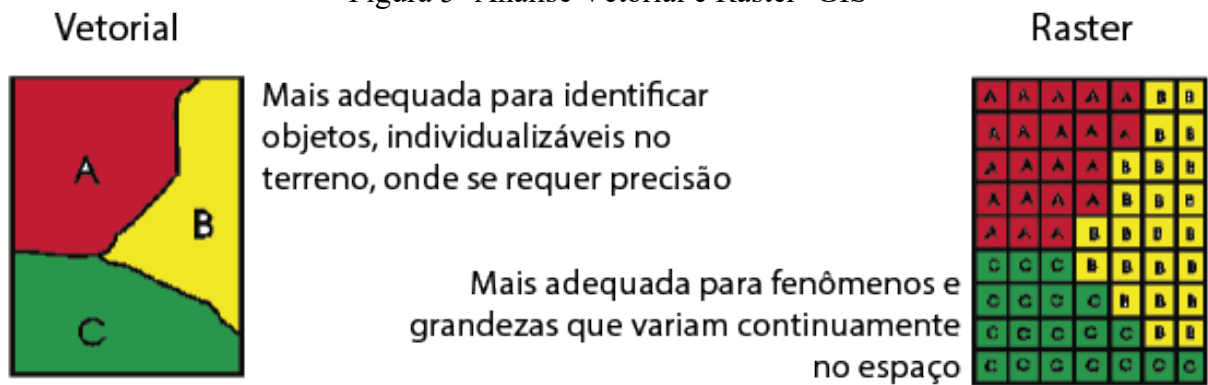 Vetorial
Raster
A
B
C
Mais adequada para identificar
objetos, individualizáveis no
terreno, onde se requer precisão
Mais adequada para fenômenos e
grandezas que variam continuamente
no espaço
A A A A A B B
A A A A A B B
A A A A B B B
A A A A B B B
A A A B B B B
C C C B B B B
C C C C B B B
C C C C C B B
C C C C C C C